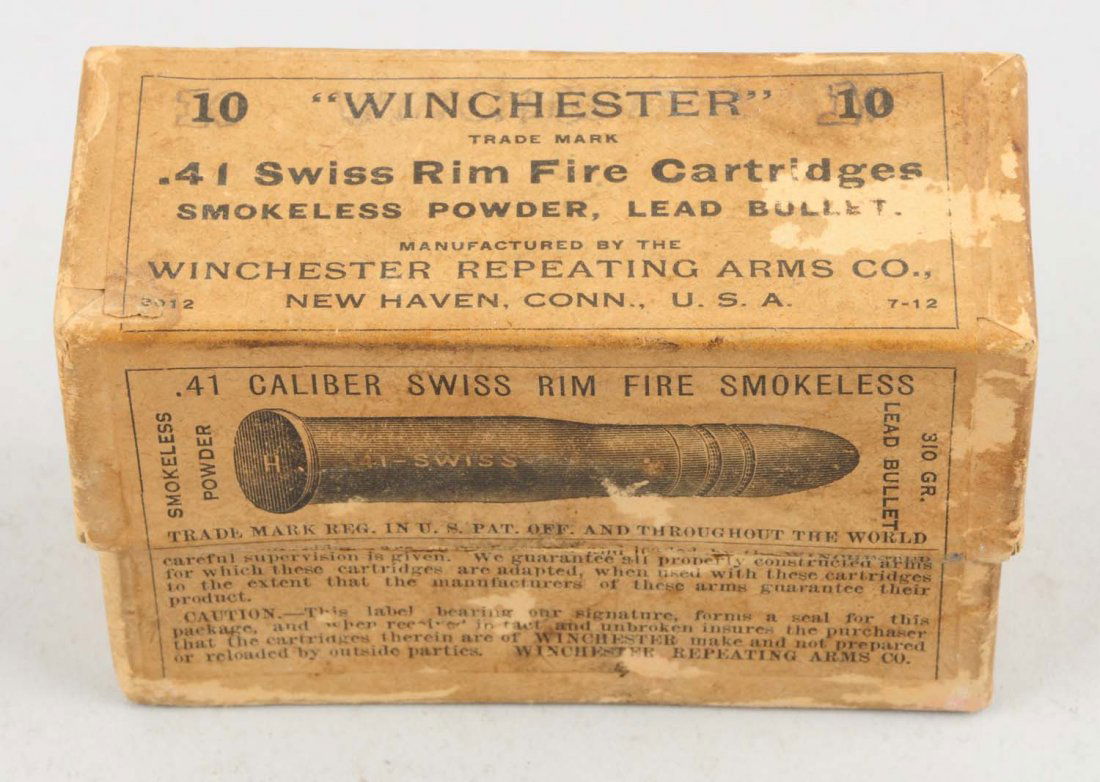 10 "WINCHESTER" 10
TRADE MARK
.41 Swiss Rim Fire Cartridges
SMOKELESS POWDER, LEAD BULLET.
MANUFACTURED BY THE
WINCHESTER REPEATING ARMS CO.,
NEW HAVEN, CONN., U. S. A.
7-12
.41 CALIBER SWISS RIM FIRE SMOKELESS
SMOKELESS
POWDER
H
SWISS
310 GR.
LEAD BULLET
TRADE MARK REG. IN U. S. PAT. OFF. AND THROUGHOUT THE WORLD
careful supervision is given. We guarantee all properly constructed arms
for which these cartridges are adapted, when used with these cartridges
to the extent that the manufacturers of these arms guarantee their
product.
CAUTION.—This label bearing our signature, forms a seal for this
package, and when received intact and unbroken insures the purchaser
that the cartridges therein are of WINCHESTER make and not prepared
or reloaded by outside parties. WINCHESTER REPEATING ARMS CO.